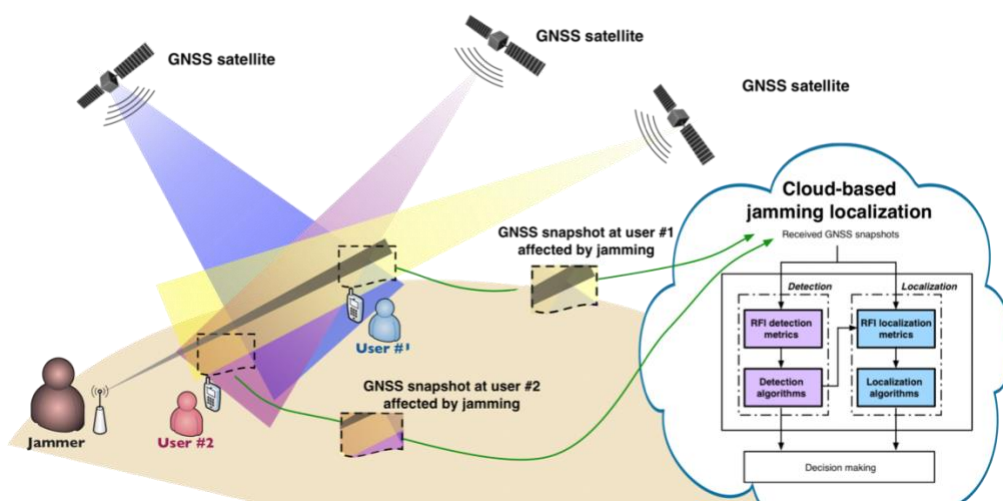 GNSS satellite
GNSS satellite
GNSS satellite
Cloud-based
jamming localization
Received GNSS snapshots
GNSS snapshot at user #1
affected by jamming
Detection
Localization
RFI detection
metrics
RFI localization
metrics
User #1
Detection
algorithms
Localization
algorithms
GNSS snapshot at user #2
affected by jamming
Jammer
User #2
Decision making